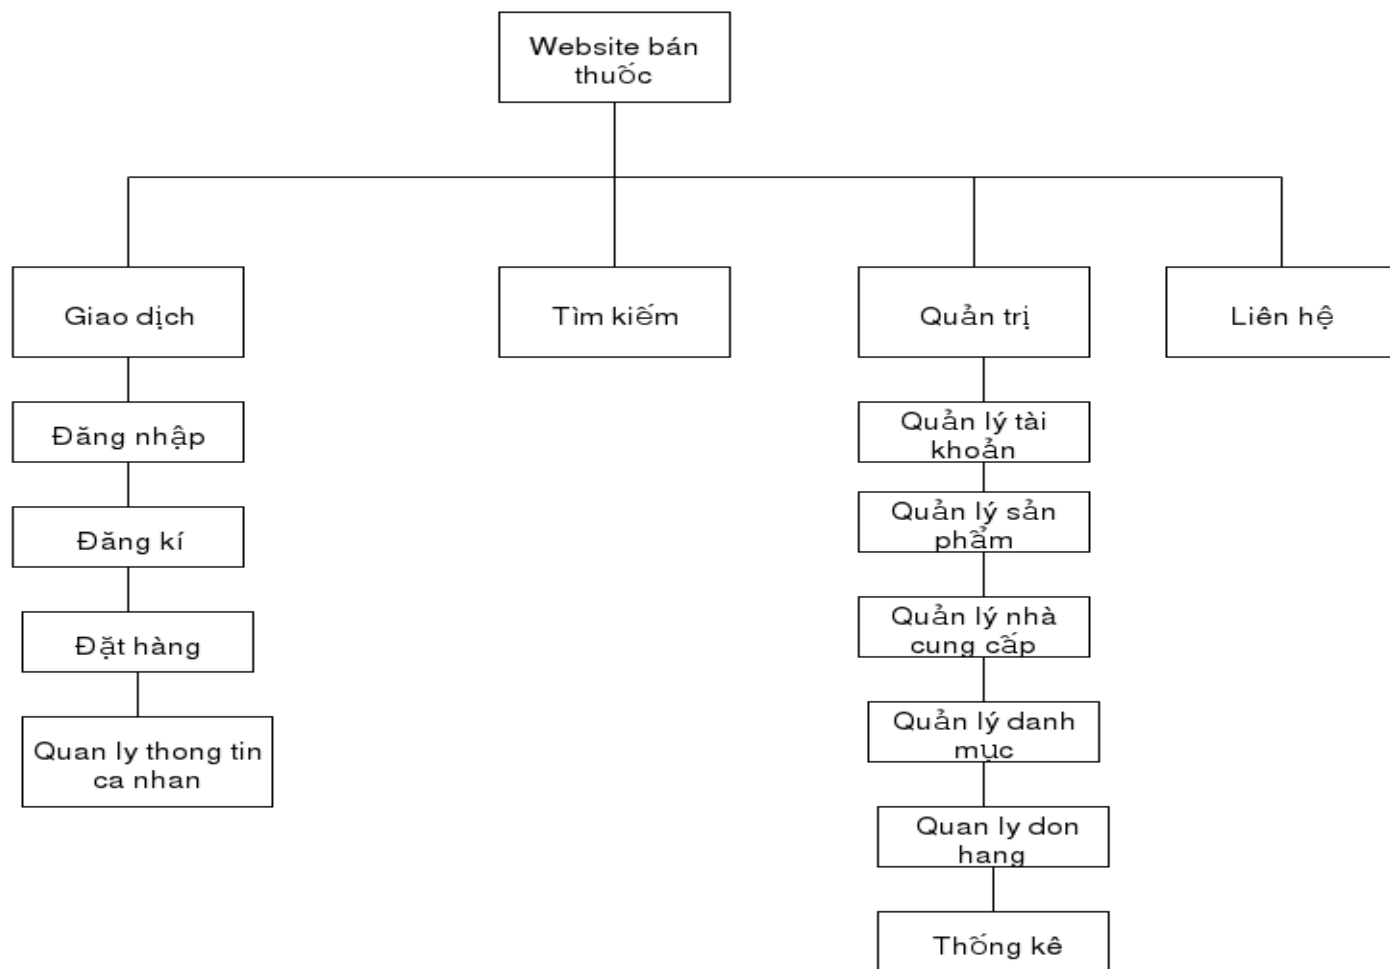 Website bán
thuốc
Giao dịch
Tìm kiếm
Quản trị
Liên hệ
Đăng nhập
Đăng kí
Đặt hàng
Quan ly thong tin
ca nhan
Quản lý tài
khoản
Quản lý sản
phẩm
Quản lý nhà
cung cấp
Quản lý danh
mục
Quan ly don
hang
Thống kê